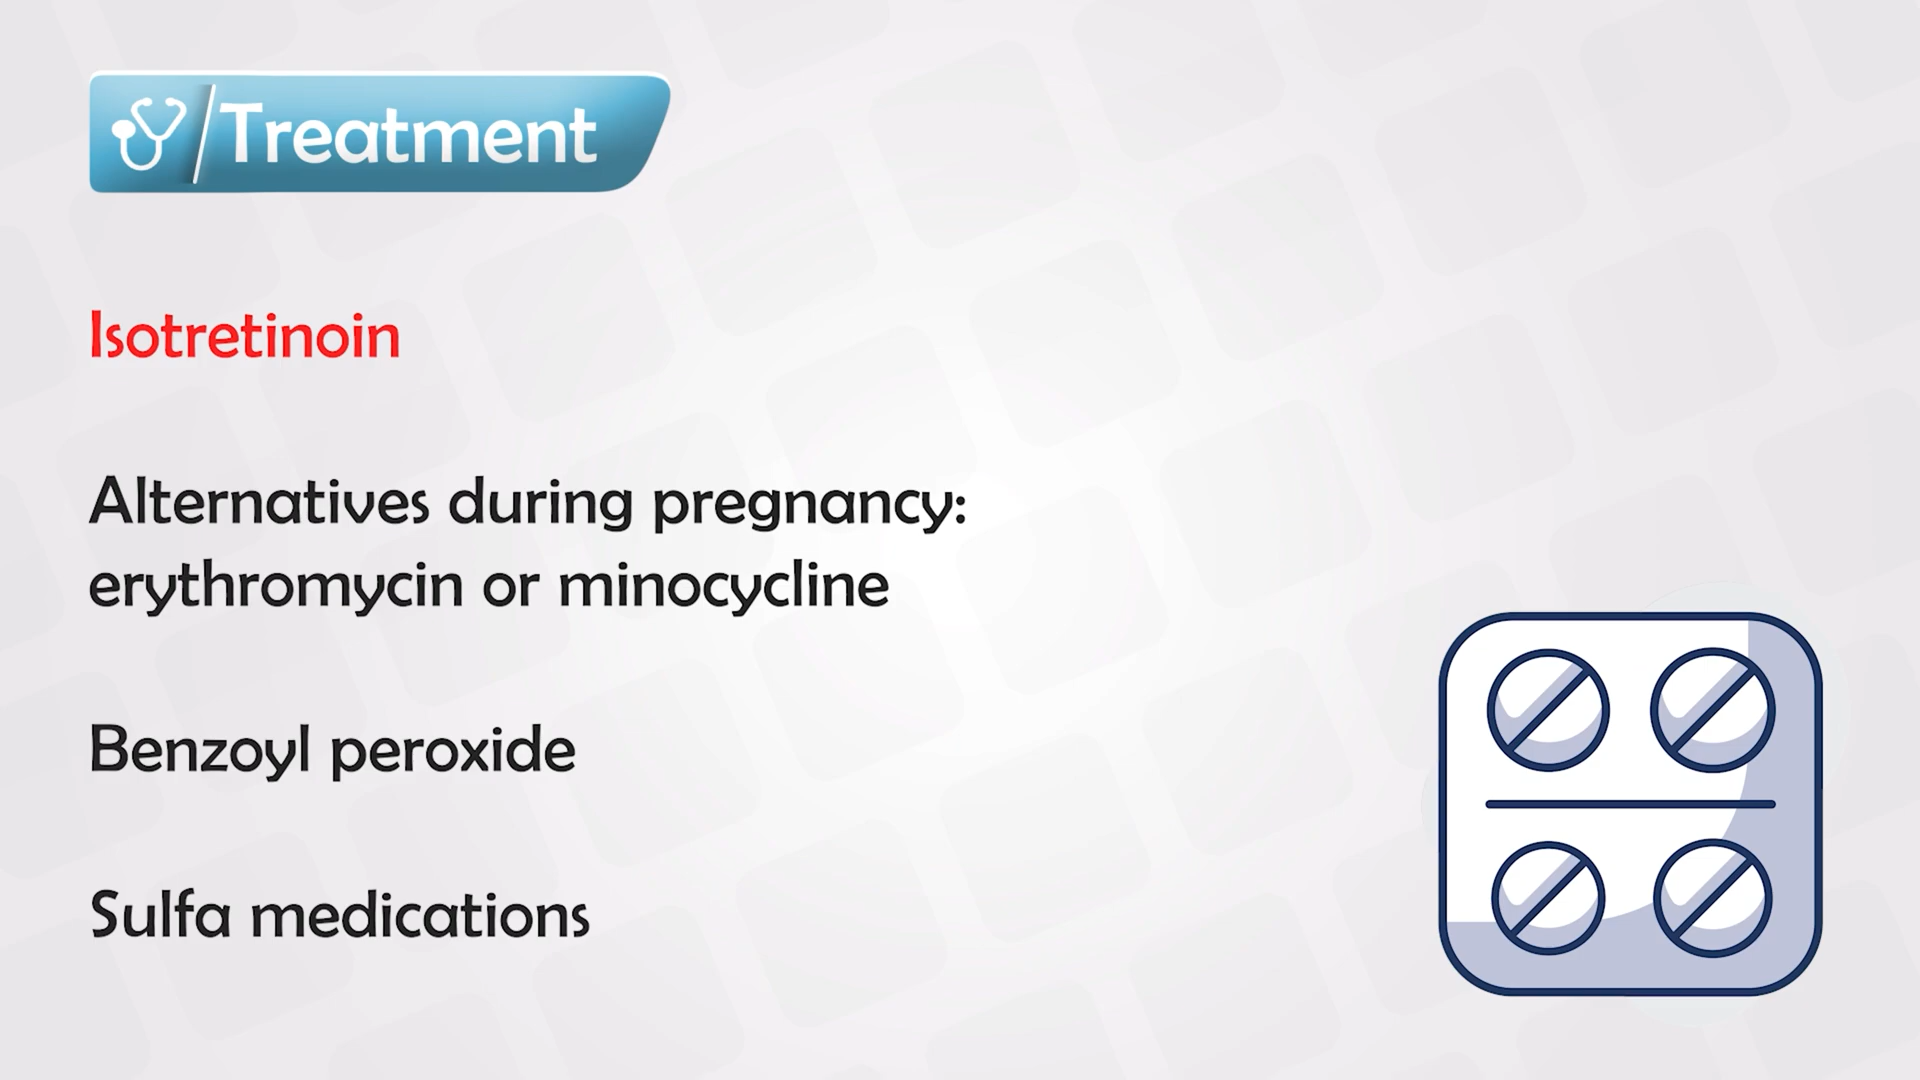 Treatment
Isotretinoin
Alternatives during pregnancy:
erythromycin or minocycline
Benzoyl peroxide
Sulfa medications